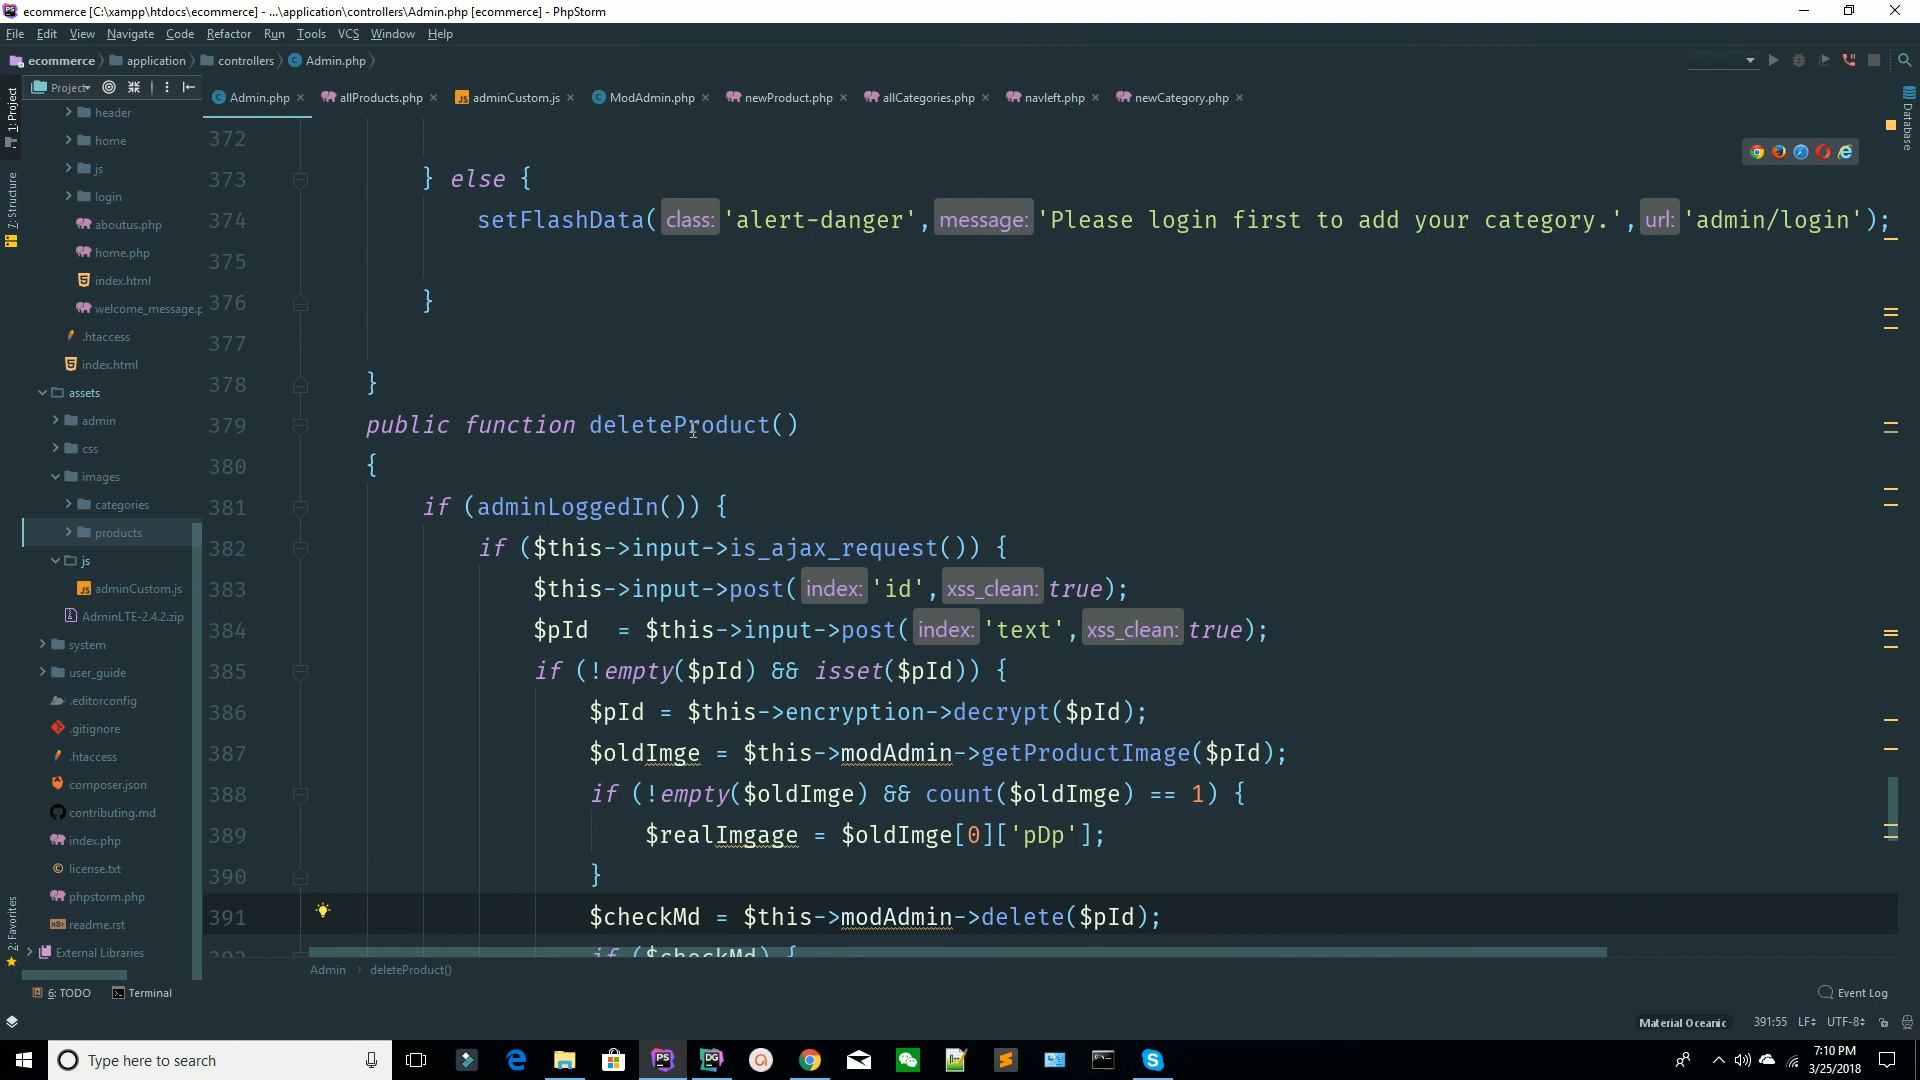 ecommerce [C:\xampp\htdocs\ecommerce] - ...\application\controllers\Admin.php [ecommerce] - PhpStorm
File Edit View Navigate Code Refactor Run Tools VCS Window Help
ecommerce application controllers Admin.php
Project
Admin.php allProducts.php adminCustom.js ModAdmin.php newProduct.php allCategories.php navleft.php newCategory.php
1: Project
7: Structure
2: Favorites
Database
header
home
js
login
aboutus.php
home.php
index.html
welcome_message.p
.htaccess
index.html
assets
admin
css
images
categories
products
js
adminCustom.js
AdminLTE-2.4.2.zip
system
user_guide
.editorconfig
.gitignore
.htaccess
composer.json
contributing.md
index.php
license.txt
phpstorm.php
readme.rst
External Libraries
372
373 } else {
374 setFlashData( class: 'alert-danger', message: 'Please login first to add your category.', url: 'admin/login');
375
376 }
377
378 }
379 public function deleteProduct()
380 {
381 if (adminLoggedIn()) {
382 if ($this->input->is_ajax_request()) {
383 $this->input->post( index: 'id', xss_clean: true);
384 $pId = $this->input->post( index: 'text', xss_clean: true);
385 if (!empty($pId) && isset($pId)) {
386 $pId = $this->encryption->decrypt($pId);
387 $oldImge = $this->modAdmin->getProductImage($pId);
388 if (!empty($oldImge) && count($oldImge) == 1) {
389 $realImgage = $oldImge[0]['pDp'];
390 }
391 $checkMd = $this->modAdmin->delete($pId);
392 if ($checkMd) {
Admin deleteProduct()
6: TODO Terminal Event Log
Material Oceanic 391:55 LF UTF-8
Type here to search
7:10 PM
3/25/2018